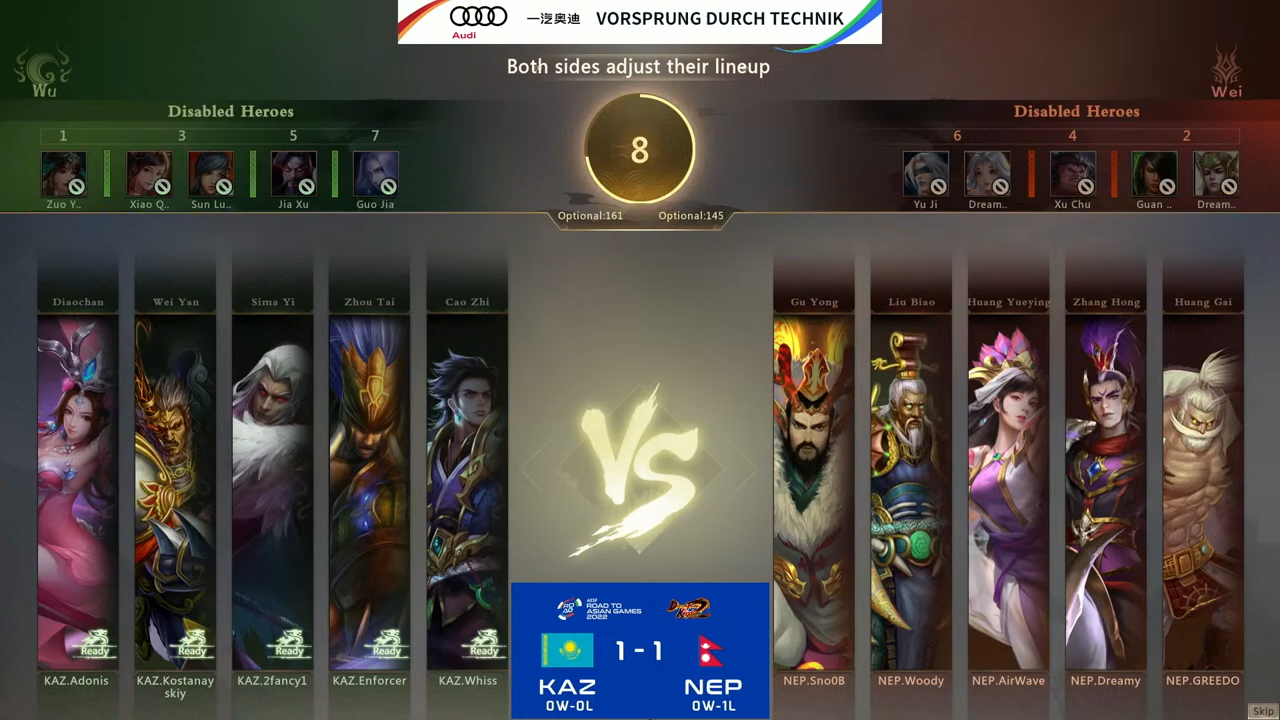 Audi
一汽奥迪 VORSPRUNG DURCH TECHNIK
Both sides adjust their lineup
Wu
Wei
Disabled Heroes
Disabled Heroes
1 3 5 7
6 4 2
8
Zuo Y.. Xiao Q.. Sun Lu.. Jia Xu Guo Jia
Yu Ji Dream.. Xu Chu Guan .. Dream..
Optional:161 Optional:145
Diaochan Wei Yan Sima Yi Zhou Tai Cao Zhi
Gu Yong Liu Biao Huang Yueying Zhang Hong Huang Gai
VS
Ready Ready Ready Ready Ready
KAZ.Adonis KAZ.Kostanay KAZ.2fancy1 KAZ.Enforcer KAZ.Whiss
skiy
NEP.Sno0B NEP.Woody NEP.AirWave NEP.Dreamy NEP.GREEDO
ROAD TO
ASIAN GAMES
2022
1 - 1
KAZ NEP
0W-0L 0W-1L
Skip